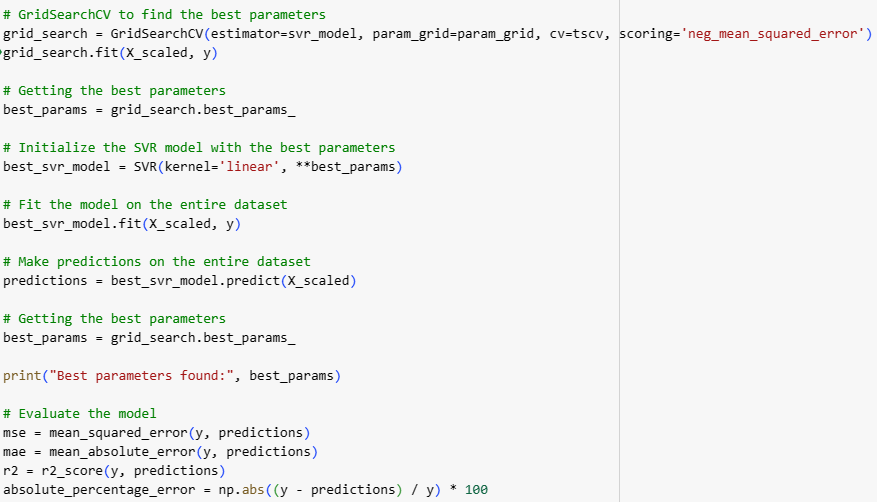 # GridSearchCV to find the best parameters
grid_search = GridSearchCV(estimator=svr_model, param_grid=param_grid, cv=tscv, scoring='neg_mean_squared_error')
grid_search.fit(X_scaled, y)
# Getting the best parameters
best_params = grid_search.best_params_
# Initialize the SVR model with the best parameters
best_svr_model = SVR(kernel='linear', **best_params)
# Fit the model on the entire dataset
best_svr_model.fit(X_scaled, y)
# Make predictions on the entire dataset
predictions = best_svr_model.predict(X_scaled)
# Getting the best parameters
best_params = grid_search.best_params_
print("Best parameters found:", best_params)
# Evaluate the model
mse = mean_squared_error(y, predictions)
mae = mean_absolute_error(y, predictions)
r2 = r2_score(y, predictions)
absolute_percentage_error = np.abs((y - predictions) / y) * 100